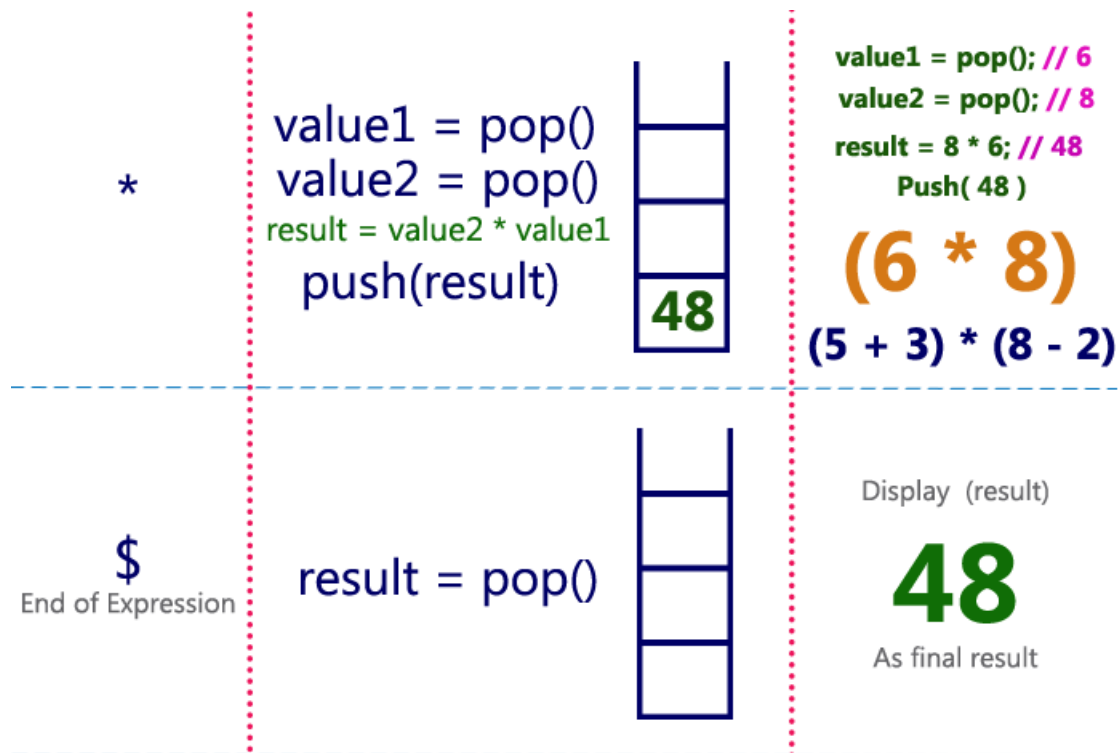 *
value1 = pop()
value2 = pop()
result = value2 * value1
push(result)
48
value1 = pop(); // 6
value2 = pop(); // 8
result = 8 * 6; // 48
Push( 48 )
(6 * 8)
(5 + 3) * (8 - 2)
$
End of Expression
result = pop()
Display (result)
48
As final result